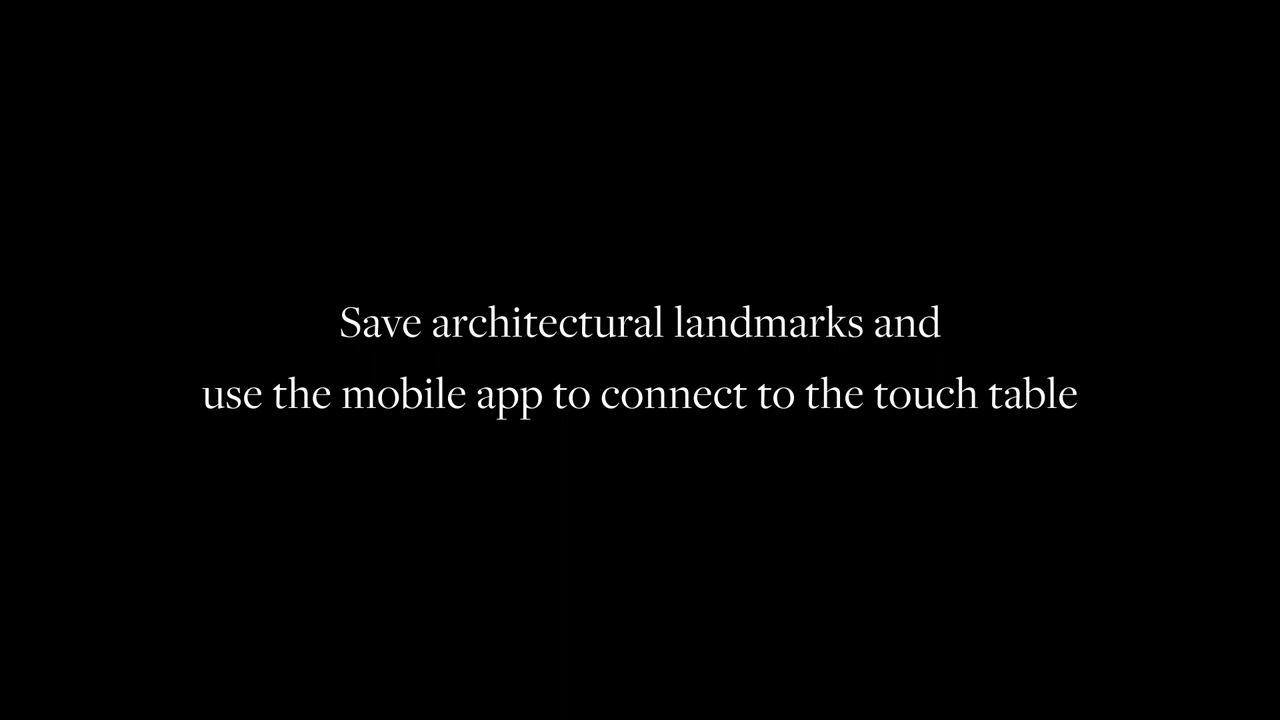 Save architectural landmarks and
use the mobile app to connect to the touch table